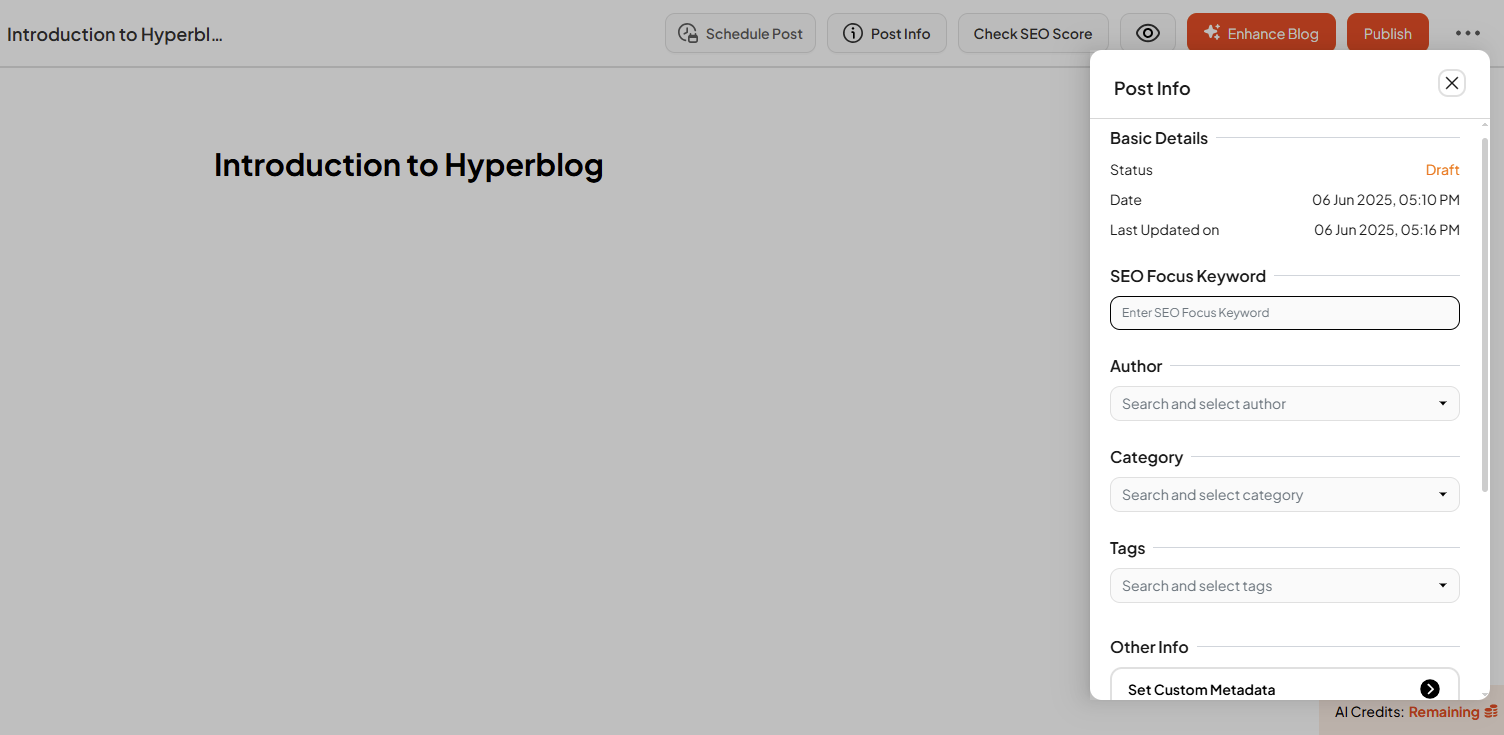 Introduction to Hyperbl...
Schedule Post
Post Info
Check SEO Score
Enhance Blog
Publish
Introduction to Hyperblog
Post Info
Basic Details
Status Draft
Date 06 Jun 2025, 05:10 PM
Last Updated on 06 Jun 2025, 05:16 PM
SEO Focus Keyword
Enter SEO Focus Keyword
Author
Search and select author
Category
Search and select category
Tags
Search and select tags
Other Info
Set Custom Metadata
AI Credits: Remaining